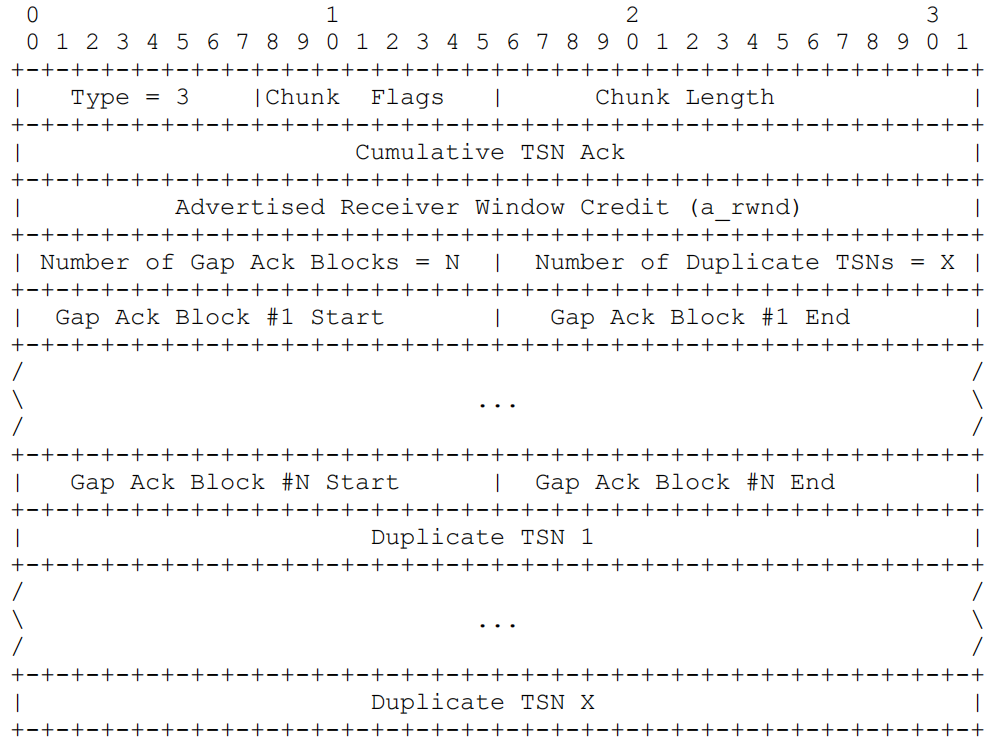 0                   1                   2                   3
 0 1 2 3 4 5 6 7 8 9 0 1 2 3 4 5 6 7 8 9 0 1 2 3 4 5 6 7 8 9 0 1
+-+-+-+-+-+-+-+-+-+-+-+-+-+-+-+-+-+-+-+-+-+-+-+-+-+-+-+-+-+-+-+-+
|   Type = 3    |Chunk  Flags   |      Chunk Length             |
+-+-+-+-+-+-+-+-+-+-+-+-+-+-+-+-+-+-+-+-+-+-+-+-+-+-+-+-+-+-+-+-+
|                      Cumulative TSN Ack                       |
+-+-+-+-+-+-+-+-+-+-+-+-+-+-+-+-+-+-+-+-+-+-+-+-+-+-+-+-+-+-+-+-+
|          Advertised Receiver Window Credit (a_rwnd)           |
+-+-+-+-+-+-+-+-+-+-+-+-+-+-+-+-+-+-+-+-+-+-+-+-+-+-+-+-+-+-+-+-+
| Number of Gap Ack Blocks = N  |  Number of Duplicate TSNs = X |
+-+-+-+-+-+-+-+-+-+-+-+-+-+-+-+-+-+-+-+-+-+-+-+-+-+-+-+-+-+-+-+-+
|  Gap Ack Block #1 Start       |   Gap Ack Block #1 End        |
+-+-+-+-+-+-+-+-+-+-+-+-+-+-+-+-+-+-+-+-+-+-+-+-+-+-+-+-+-+-+-+-+
/                                                               /
\                              ...                              \
/                                                               /
+-+-+-+-+-+-+-+-+-+-+-+-+-+-+-+-+-+-+-+-+-+-+-+-+-+-+-+-+-+-+-+-+
|   Gap Ack Block #N Start      |  Gap Ack Block #N End         |
+-+-+-+-+-+-+-+-+-+-+-+-+-+-+-+-+-+-+-+-+-+-+-+-+-+-+-+-+-+-+-+-+
|                       Duplicate TSN 1                         |
+-+-+-+-+-+-+-+-+-+-+-+-+-+-+-+-+-+-+-+-+-+-+-+-+-+-+-+-+-+-+-+-+
/                                                               /
\                              ...                              \
/                                                               /
+-+-+-+-+-+-+-+-+-+-+-+-+-+-+-+-+-+-+-+-+-+-+-+-+-+-+-+-+-+-+-+-+
|                       Duplicate TSN X                         |
+-+-+-+-+-+-+-+-+-+-+-+-+-+-+-+-+-+-+-+-+-+-+-+-+-+-+-+-+-+-+-+-+